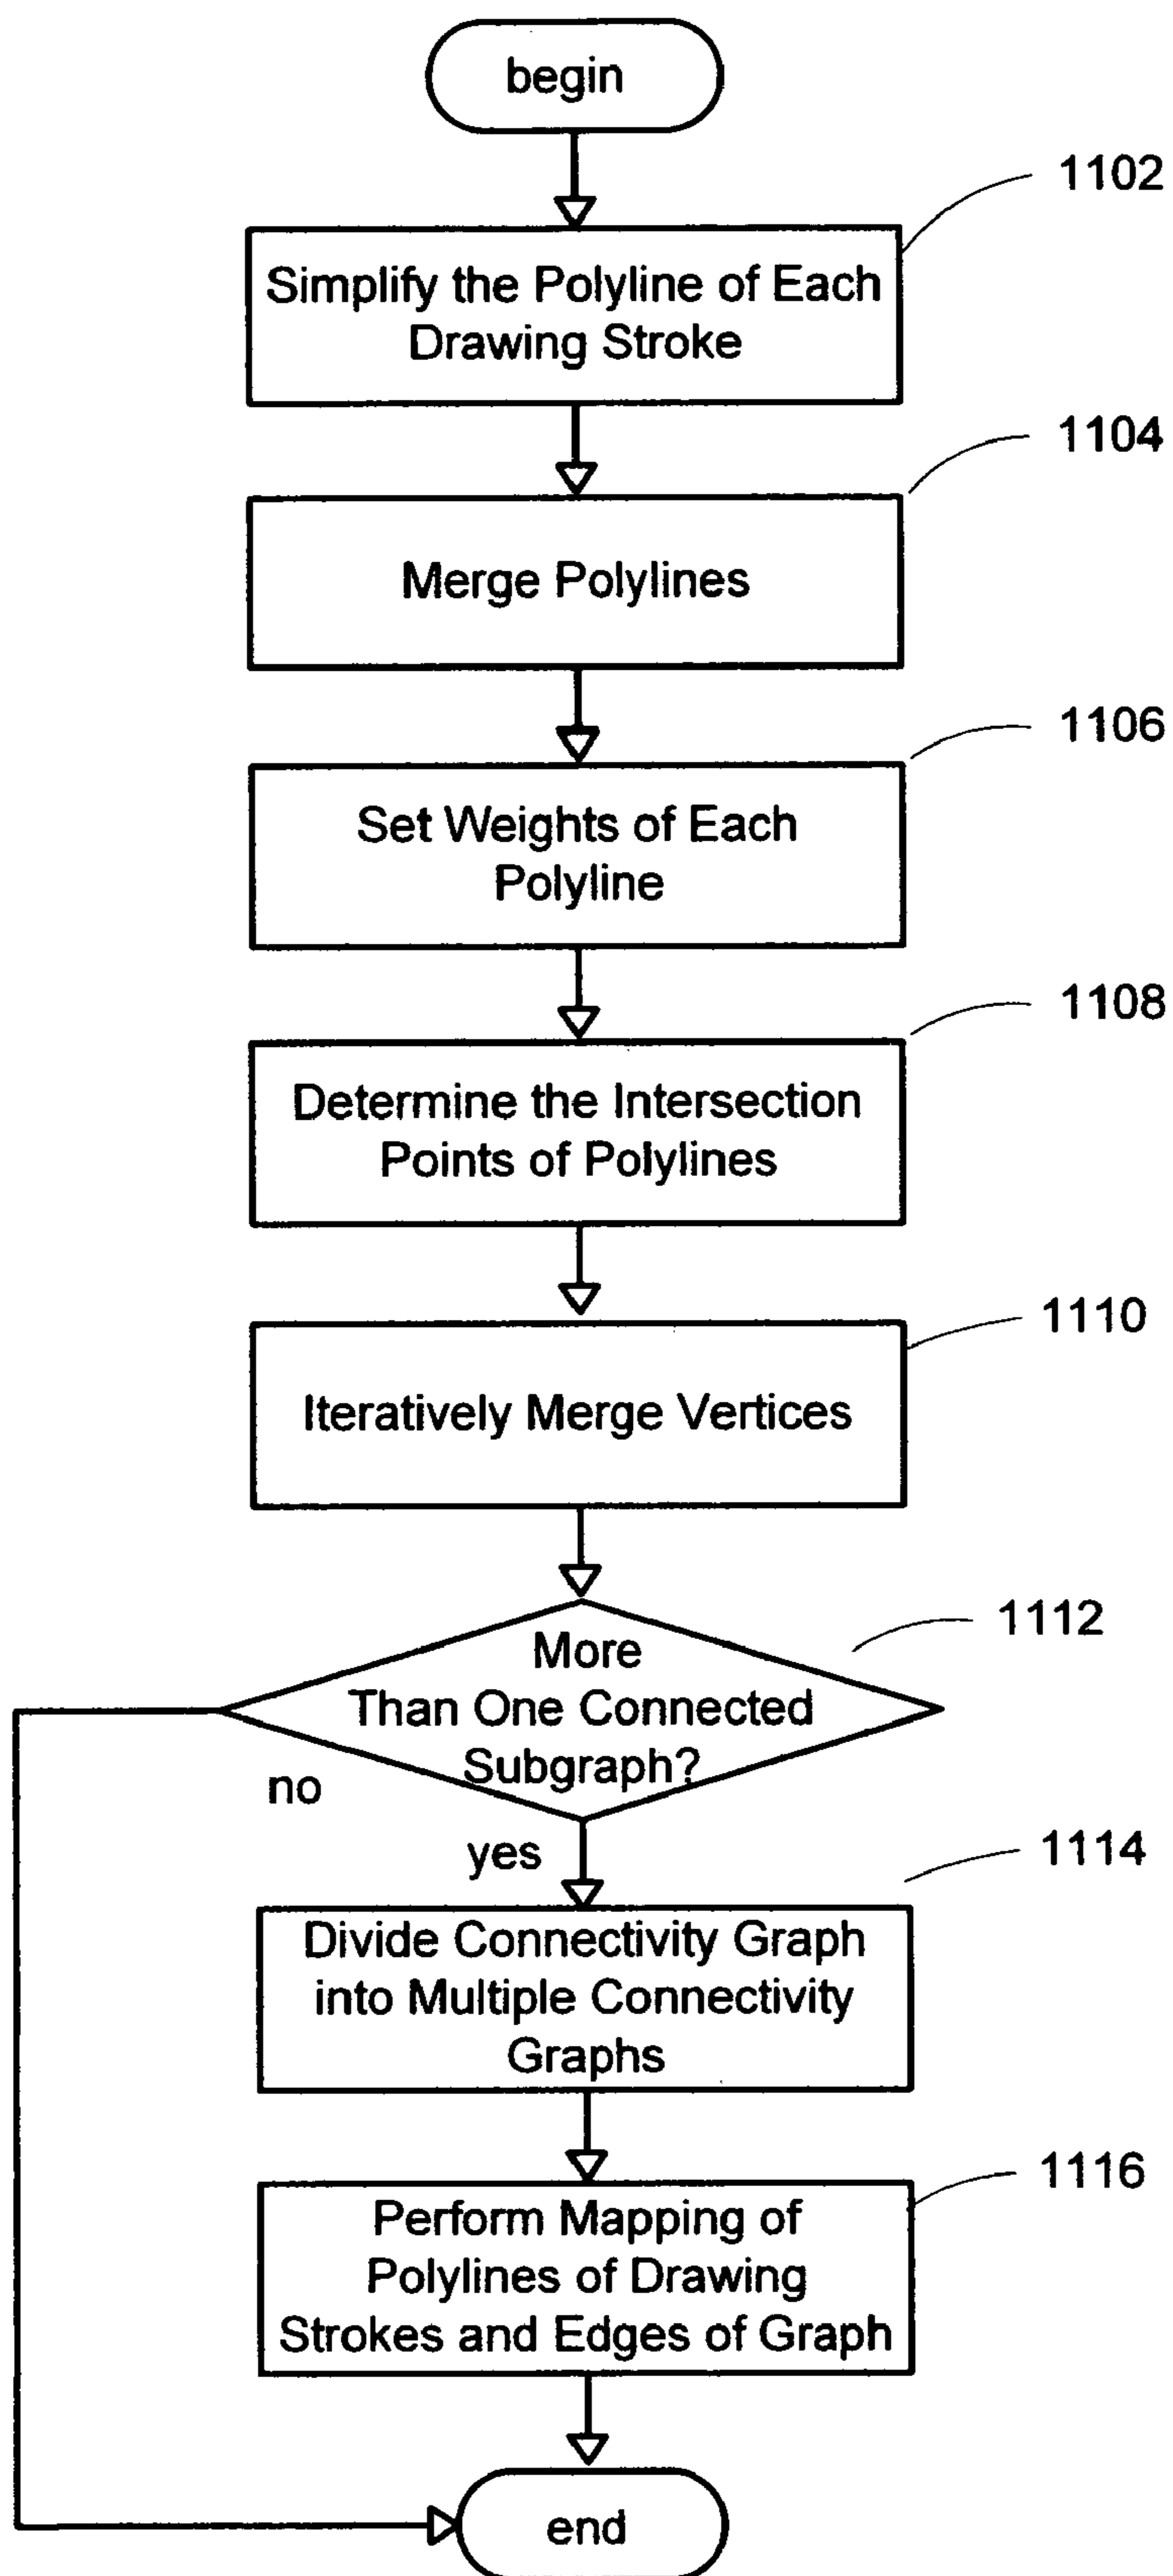 begin
1102
Simplify the Polyline of Each
Drawing Stroke
1104
Merge Polylines
1106
Set Weights of Each
Polyline
1108
Determine the Intersection
Points of Polylines
1110
Iteratively Merge Vertices
1112
More
Than One Connected
Subgraph?
no
yes
1114
Divide Connectivity Graph
into Multiple Connectivity
Graphs
1116
Perform Mapping of
Polylines of Drawing
Strokes and Edges of Graph
end